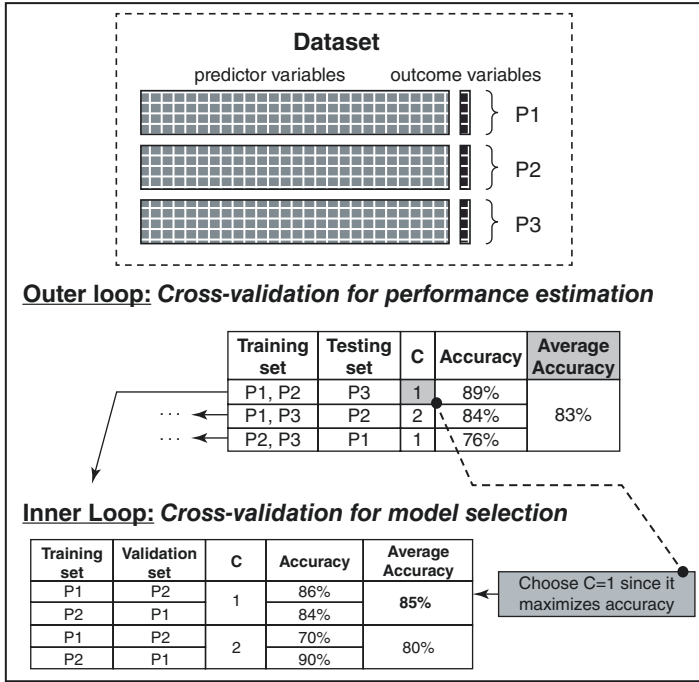 Dataset
predictor variables outcome variables
P1
P2
P3
Outer loop: Cross-validation for performance estimation
Training set Testing set C Accuracy Average Accuracy
P1, P2 P3 1 89% 83%
... P1, P3 P2 2 84%
... P2, P3 P1 1 76%
Inner Loop: Cross-validation for model selection
Training set Validation set C Accuracy Average Accuracy
P1 P2 1 86% 85%
P2 P1 84%
P1 P2 2 70% 80%
P2 P1 90%
Choose C=1 since it
maximizes accuracy